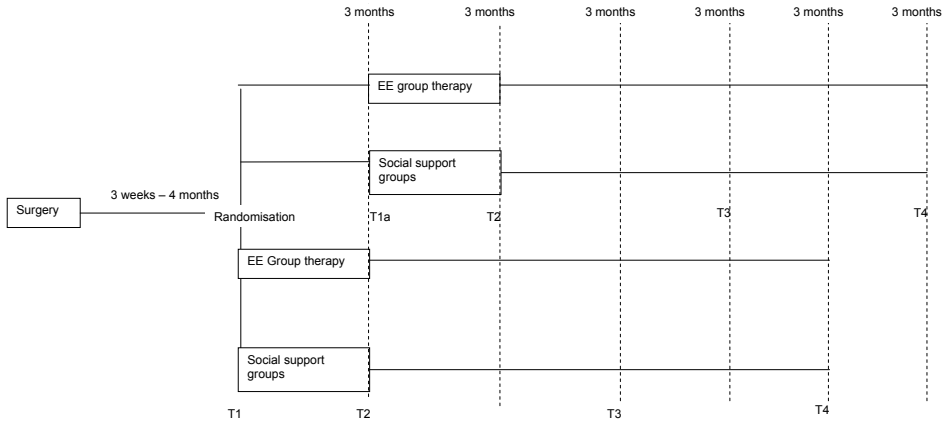 3 months 3 months 3 months 3 months 3 months 3 months
EE group therapy
Social support
groups
3 weeks – 4 months
Surgery
Randomisation
T1a T2 T3 T4
EE Group therapy
Social support
groups
T1 T2 T3 T4